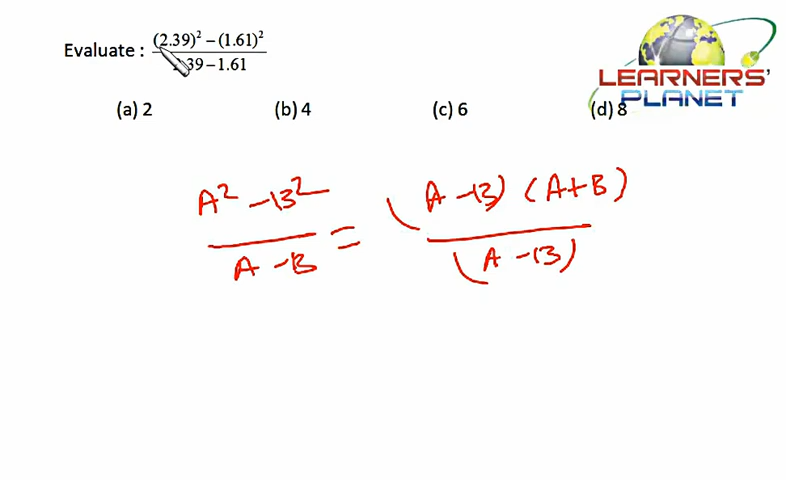 Evaluate : (2.39)² − (1.61)²
.39 − 1.61
LEARNERS'
PLANET
(a) 2 (b) 4 (c) 6 (d) 8
A² − B² (A − B) (A + B)
=
A − B (A − B)